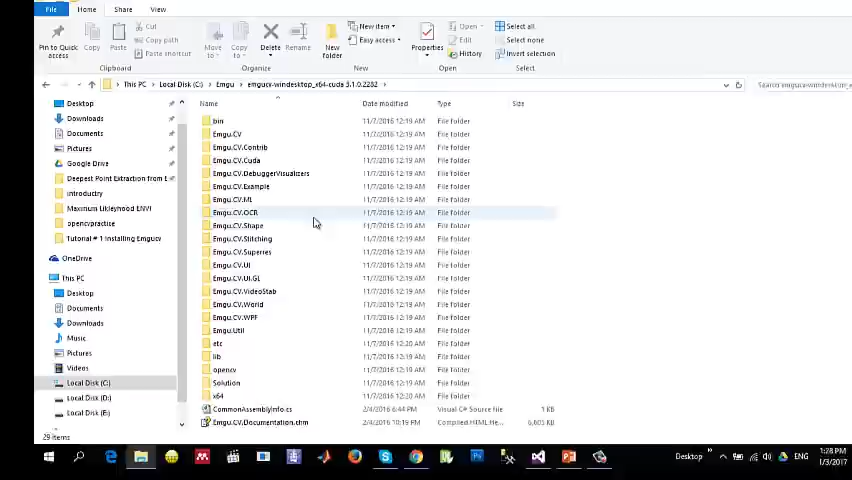 File Home Share View
Pin to Quick access
Copy
Paste
Cut
Copy path
Paste shortcut
Clipboard
Move to
Copy to
Delete
Rename
Organize
New folder
New item
Easy access
New
Properties
Open
Edit
History
Open
Select all
Select none
Invert selection
Select
This PC Local Disk (C:) Emgu emgucv-windesktop_x64-cuda 3.1.0.2282
Name Date modified Type Size
Desktop
Downloads
Documents
Pictures
Google Drive
Deepest Point Extraction from E
introductry
Maximum Likleyhood ENVI
opencvpractise
Tutorial # 1 Installing Emgucv
OneDrive
This PC
Desktop
Documents
Downloads
Music
Pictures
Videos
Local Disk (C:)
Local Disk (D:)
Local Disk (E:)
bin 11/7/2016 12:19 AM File folder
Emgu.CV 11/7/2016 12:19 AM File folder
Emgu.CV.Contrib 11/7/2016 12:19 AM File folder
Emgu.CV.Cuda 11/7/2016 12:19 AM File folder
Emgu.CV.DebuggerVisualizers 11/7/2016 12:19 AM File folder
Emgu.CV.Example 11/7/2016 12:19 AM File folder
Emgu.CV.ML 11/7/2016 12:19 AM File folder
Emgu.CV.OCR 11/7/2016 12:19 AM File folder
Emgu.CV.Shape 11/7/2016 12:19 AM File folder
Emgu.CV.Stitching 11/7/2016 12:19 AM File folder
Emgu.CV.Superres 11/7/2016 12:19 AM File folder
Emgu.CV.UI 11/7/2016 12:19 AM File folder
Emgu.CV.UI.GL 11/7/2016 12:19 AM File folder
Emgu.CV.VideoStab 11/7/2016 12:19 AM File folder
Emgu.CV.World 11/7/2016 12:19 AM File folder
Emgu.CV.WPF 11/7/2016 12:19 AM File folder
Emgu.Util 11/7/2016 12:19 AM File folder
etc 11/7/2016 12:20 AM File folder
lib 11/7/2016 12:19 AM File folder
opencv 11/7/2016 12:20 AM File folder
Solution 11/7/2016 12:19 AM File folder
x64 11/7/2016 12:20 AM File folder
CommonAssemblyInfo.cs 2/4/2016 6:44 PM Visual C# Source file 1 KB
Emgu.CV.Documentation.chm 2/4/2016 10:19 PM Compiled HTML He... 6,605 KB
29 items
Desktop ENG 1:28 PM
1/3/2017